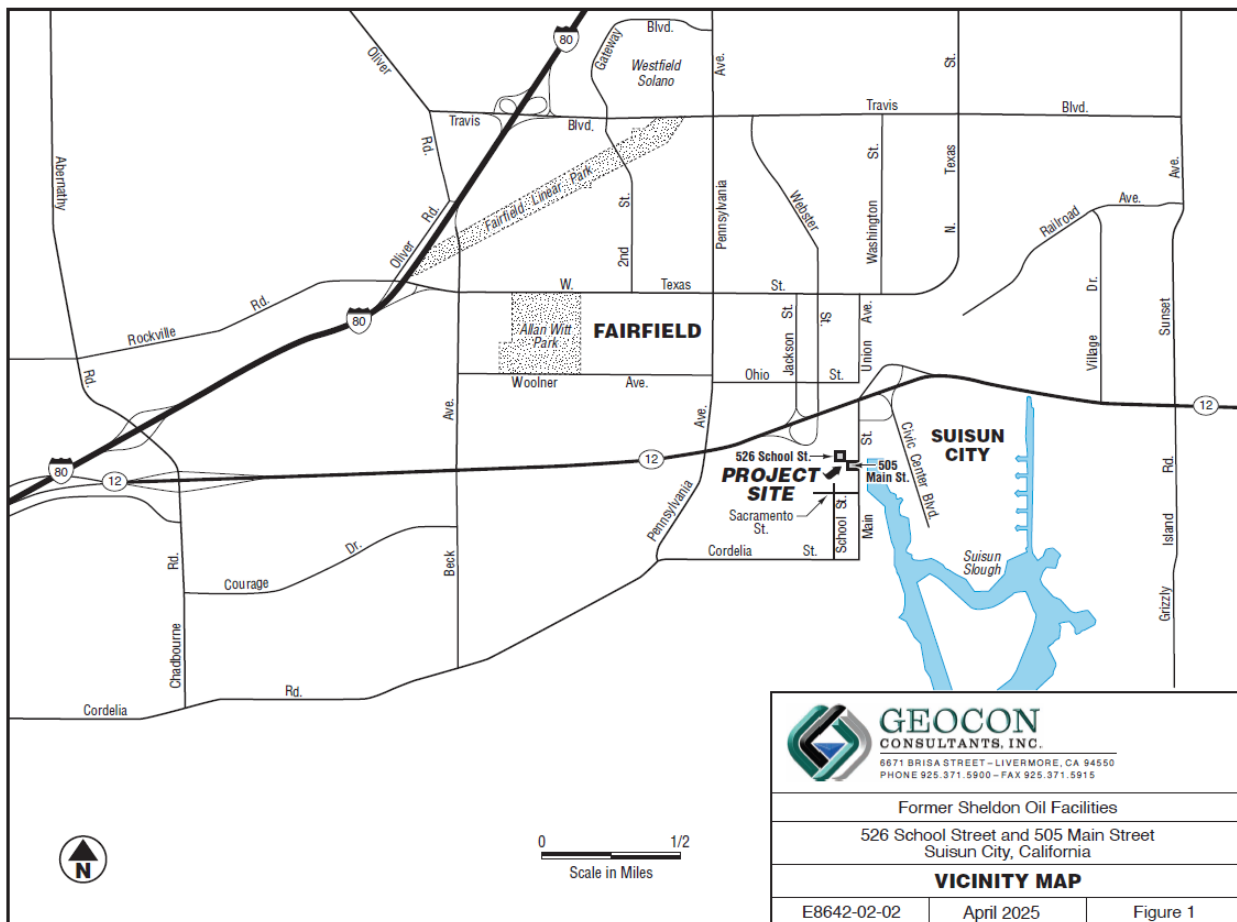 Oliver
Rd.
80
Gateway
Blvd.
Westfield
Solano
Ave.
St.
Travis
Blvd.
Travis
Blvd.
Abernathy
Rd.
Fairfield Linear Park
Oliver
Rd.
2nd
St.
Pennsylvania
Webster
St.
Washington
St.
N.
Texas
Railroad
Ave.
Ave.
Rockville
Rd.
80
W.
Texas
St.
Allan Witt
Park
FAIRFIELD
Jackson
St.
Union
Ave.
Village
Dr.
Sunset
Woolner
Ave.
Ohio
St.
Ave.
Ave.
12
12
80
12
526 School St.
505
Main St.
PROJECT
SITE
St.
Civic Center Blvd.
SUISUN
CITY
Sacramento
St.
School St.
Main
Pennsylvania
Cordelia
St.
Suisun
Slough
Rd.
Island
Grizzly
Rd.
Chadbourne
Courage
Dr.
Beck
Cordelia
Rd.
N
0
1/2
Scale in Miles
GEOCON
CONSULTANTS, INC.
6671 BRISA STREET – LIVERMORE, CA 94550
PHONE 925.371.5900 – FAX 925.371.5915
Former Sheldon Oil Facilities
526 School Street and 505 Main Street
Suisun City, California
VICINITY MAP
E8642-02-02
April 2025
Figure 1